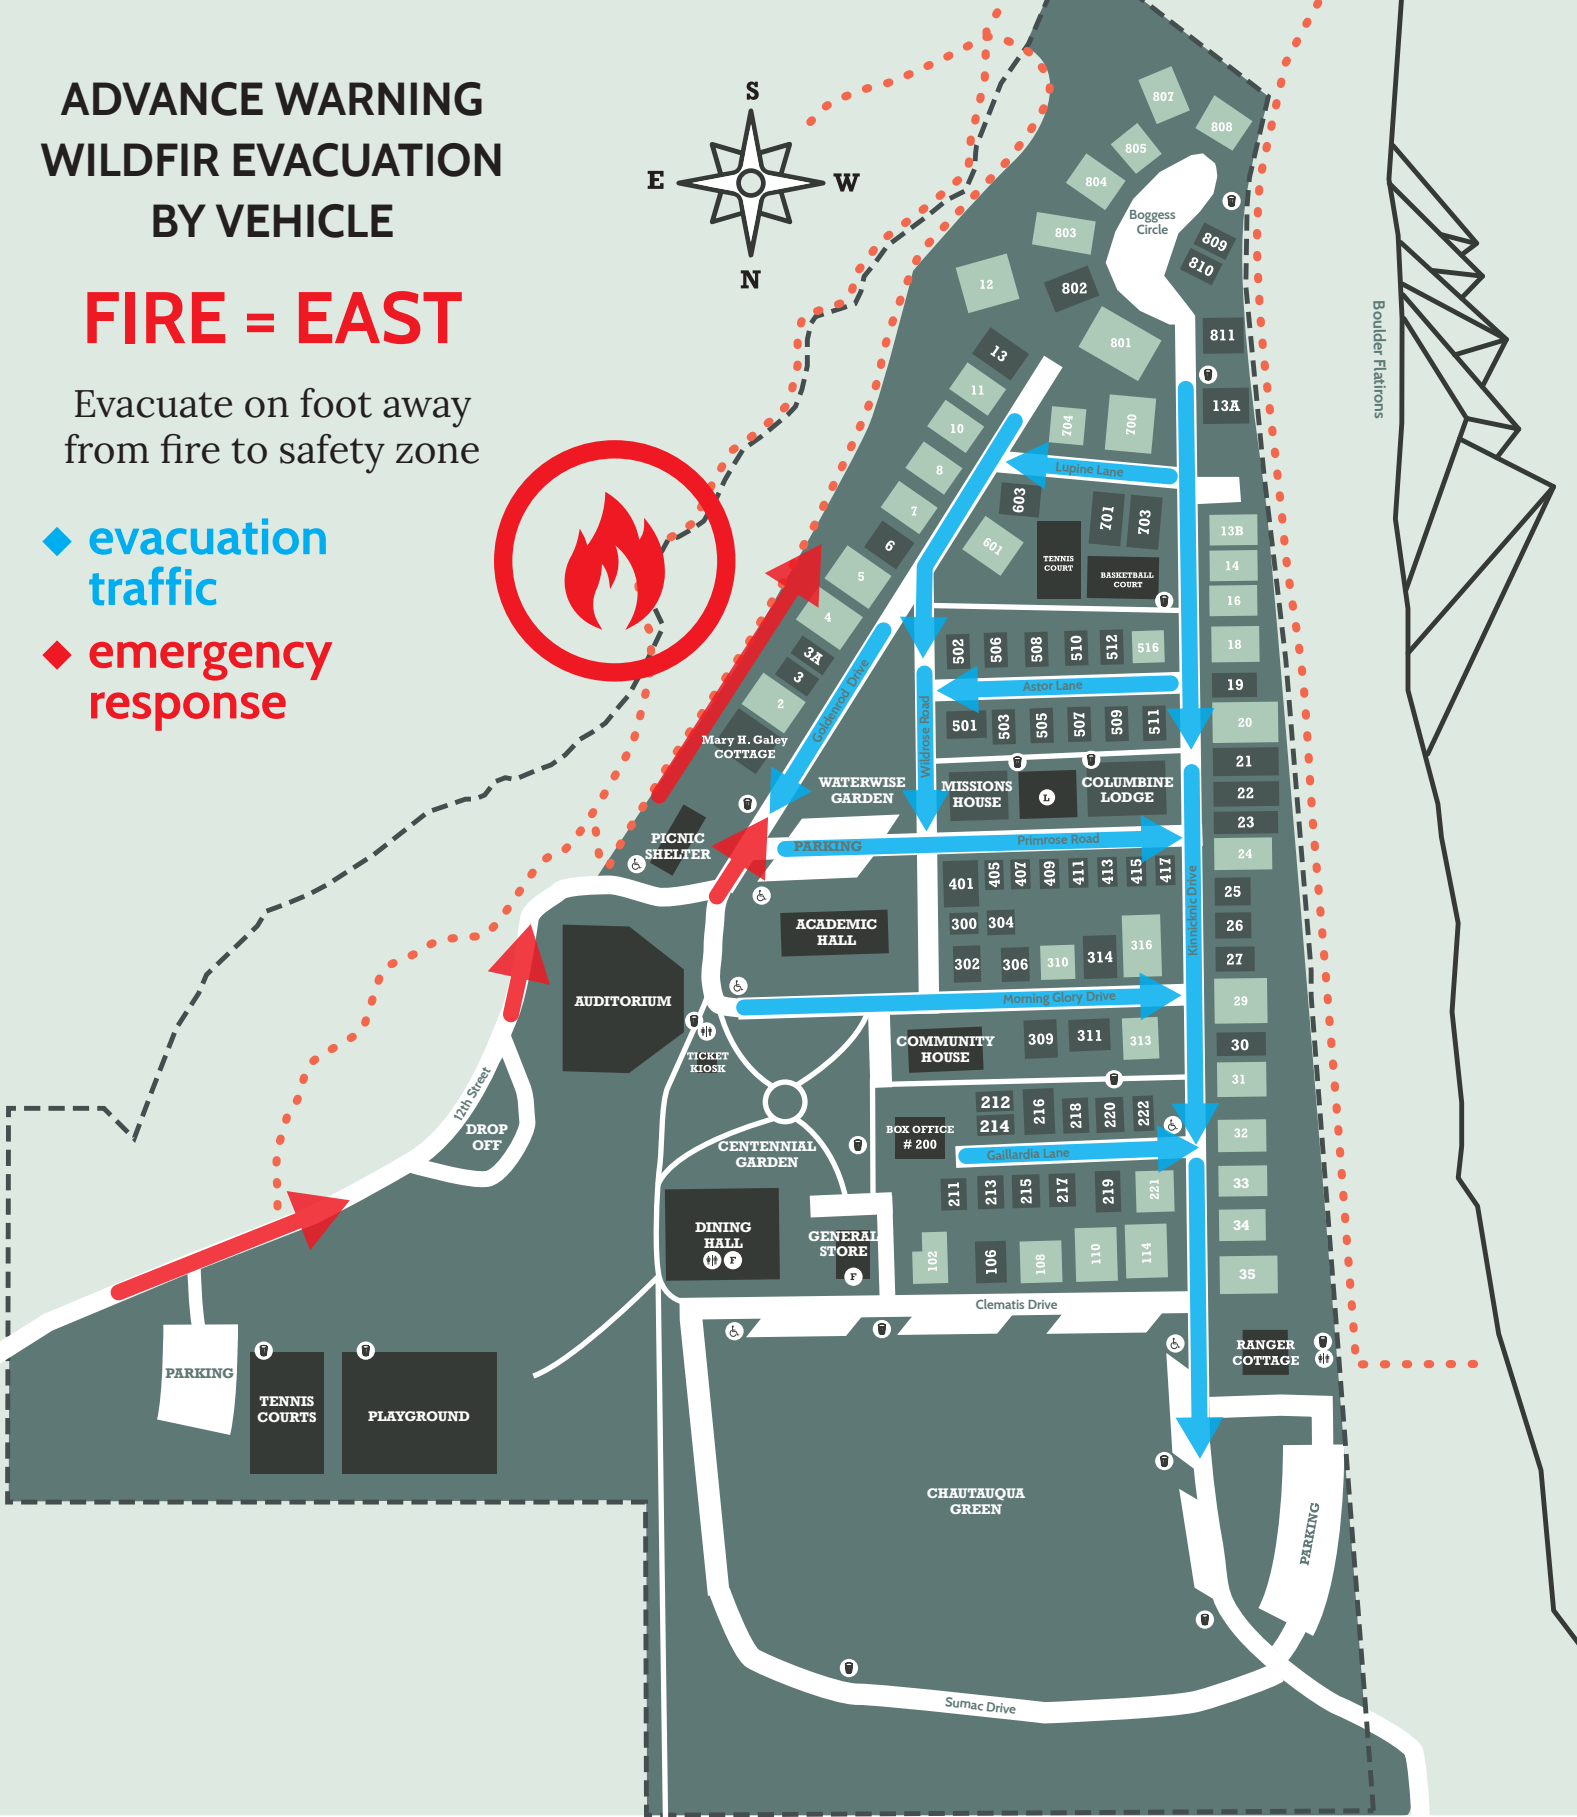 ADVANCE WARNING
WILDFIR EVACUATION
BY VEHICLE
FIRE = EAST
Evacuate on foot away
from fire to safety zone
evacuation
traffic
emergency
response
S
E
W
N
807
808
805
804
Boggess
Circle
803
809
810
12
802
811
801
13
13A
11
704
700
10
Lupine Lane
8
603
701
703
7
13B
6
601
TENNIS
COURT
BASKETBALL
COURT
14
5
16
4
502
506
508
510
512
516
18
3A
3
Astor Lane
19
2
Goldenrod Drive
Wildrose Road
501
503
505
507
509
511
20
Mary H. Galey
COTTAGE
21
WATERWISE
GARDEN
MISSIONS
HOUSE
L
COLUMBINE
LODGE
22
23
PICNIC
SHELTER
PARKING
Primrose Road
24
401
405
407
409
411
413
415
417
25
Kinnicknic Drive
ACADEMIC
HALL
300
304
26
302
306
310
314
316
27
AUDITORIUM
Morning Glory Drive
29
TICKET
KIOSK
COMMUNITY
HOUSE
309
311
313
30
31
12th Street
DROP
OFF
212
214
216
218
220
222
BOX OFFICE
# 200
32
CENTENNIAL
GARDEN
Gaillardia Lane
211
213
215
217
219
221
33
DINING
HALL
F
GENERAL
STORE
F
34
102
106
108
110
114
35
Clematis Drive
RANGER
COTTAGE
PARKING
TENNIS
COURTS
PLAYGROUND
CHAUTAUQUA
GREEN
PARKING
Sumac Drive
Boulder Flatirons